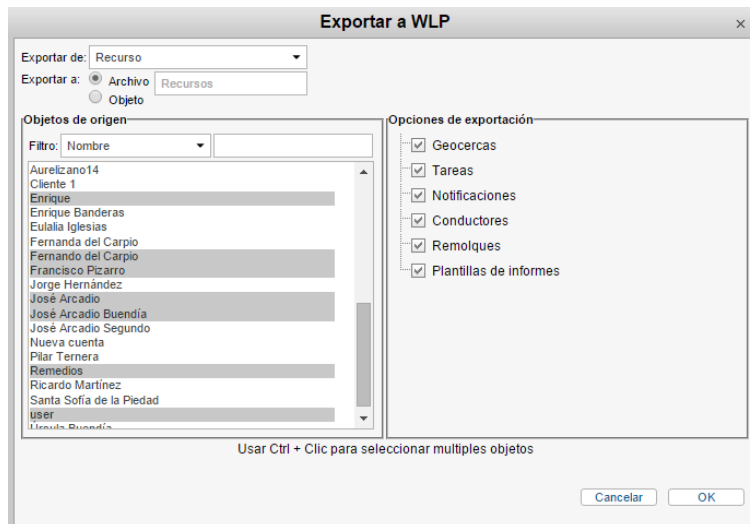 Exportar a WLP
Exportar de: Recurso
Exportar a: Archivo Recursos
Objeto
Objetos de origen
Filtro: Nombre
Aurelizano14
Cliente 1
Enrique
Enrique Banderas
Eulalia Iglesias
Fernanda del Carpio
Fernando del Carpio
Francisco Pizarro
Jorge Hernández
José Arcadio
José Arcadio Buendía
José Arcadio Segundo
Nueva cuenta
Pilar Ternera
Remedios
Ricardo Martínez
Santa Sofía de la Piedad
user
Úrsula Buendía
Opciones de exportación
Geocercas
Tareas
Notificaciones
Conductores
Remolques
Plantillas de informes
Usar Ctrl + Clic para seleccionar multiples objetos
Cancelar
OK